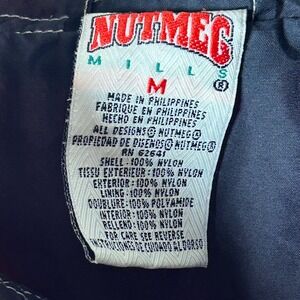 NUTMEG
MILLS ®
M
MADE IN PHILIPPINES
FABRIQUE EN PHILIPPINES
HECHO EN PHILIPPINES
ALL DESIGNS © NUTMEG ®
PROPIEDAD DE DISENOS © NUTMEG ®
RN 62641
SHELL: 100% NYLON
TISSU EXTERIEUR: 100% NYLON
EXTERIOR: 100% NYLON
LINING: 100% NYLON
DOUBLURE: 100% POLYAMIDE
INTERIOR: 100% NYLON
RELLENO: 100% NYLON
FOR CARE SEE REVERSE
INSTRUCIONES DE CUIDADO AL DORSO